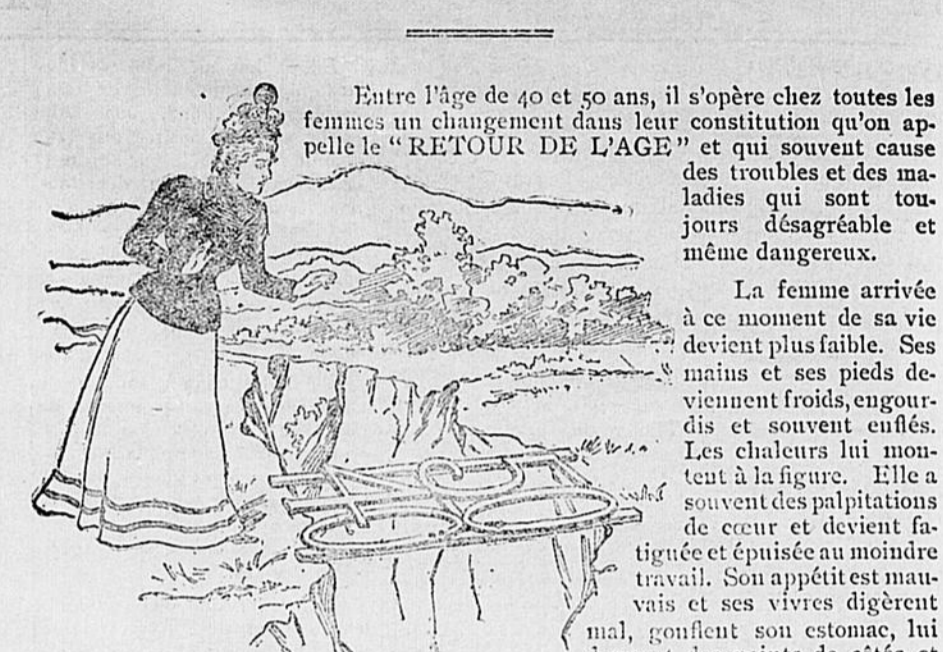 Entre l'âge de 40 et 50 ans, il s'opère chez toutes les
femmes un changement dans leur constitution qu'on ap-
pelle le "RETOUR DE L'AGE" et qui souvent cause
des troubles et des ma-
ladies qui sont tou-
jours désagréable et
même dangereux.
La femme arrivée
à ce moment de sa vie
devient plus faible. Ses
mains et ses pieds de-
viennent froids, engour-
dis et souvent enflés.
Les chaleurs lui mon-
tent à la figure. Elle a
souvent des palpitations
de cœur et devient fa-
tiguée et épuisée au moindre
travail. Son appétit est mau-
vais et ses vivres digèrent
mal, gonflent son estomac, lui